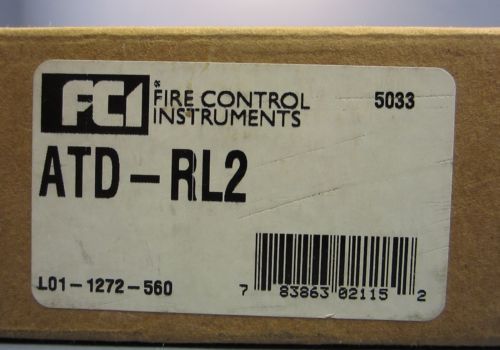 FCI FIRE CONTROL 5033
INSTRUMENTS
ATD-RL2
L01-1272-560
7 83863 02115 2